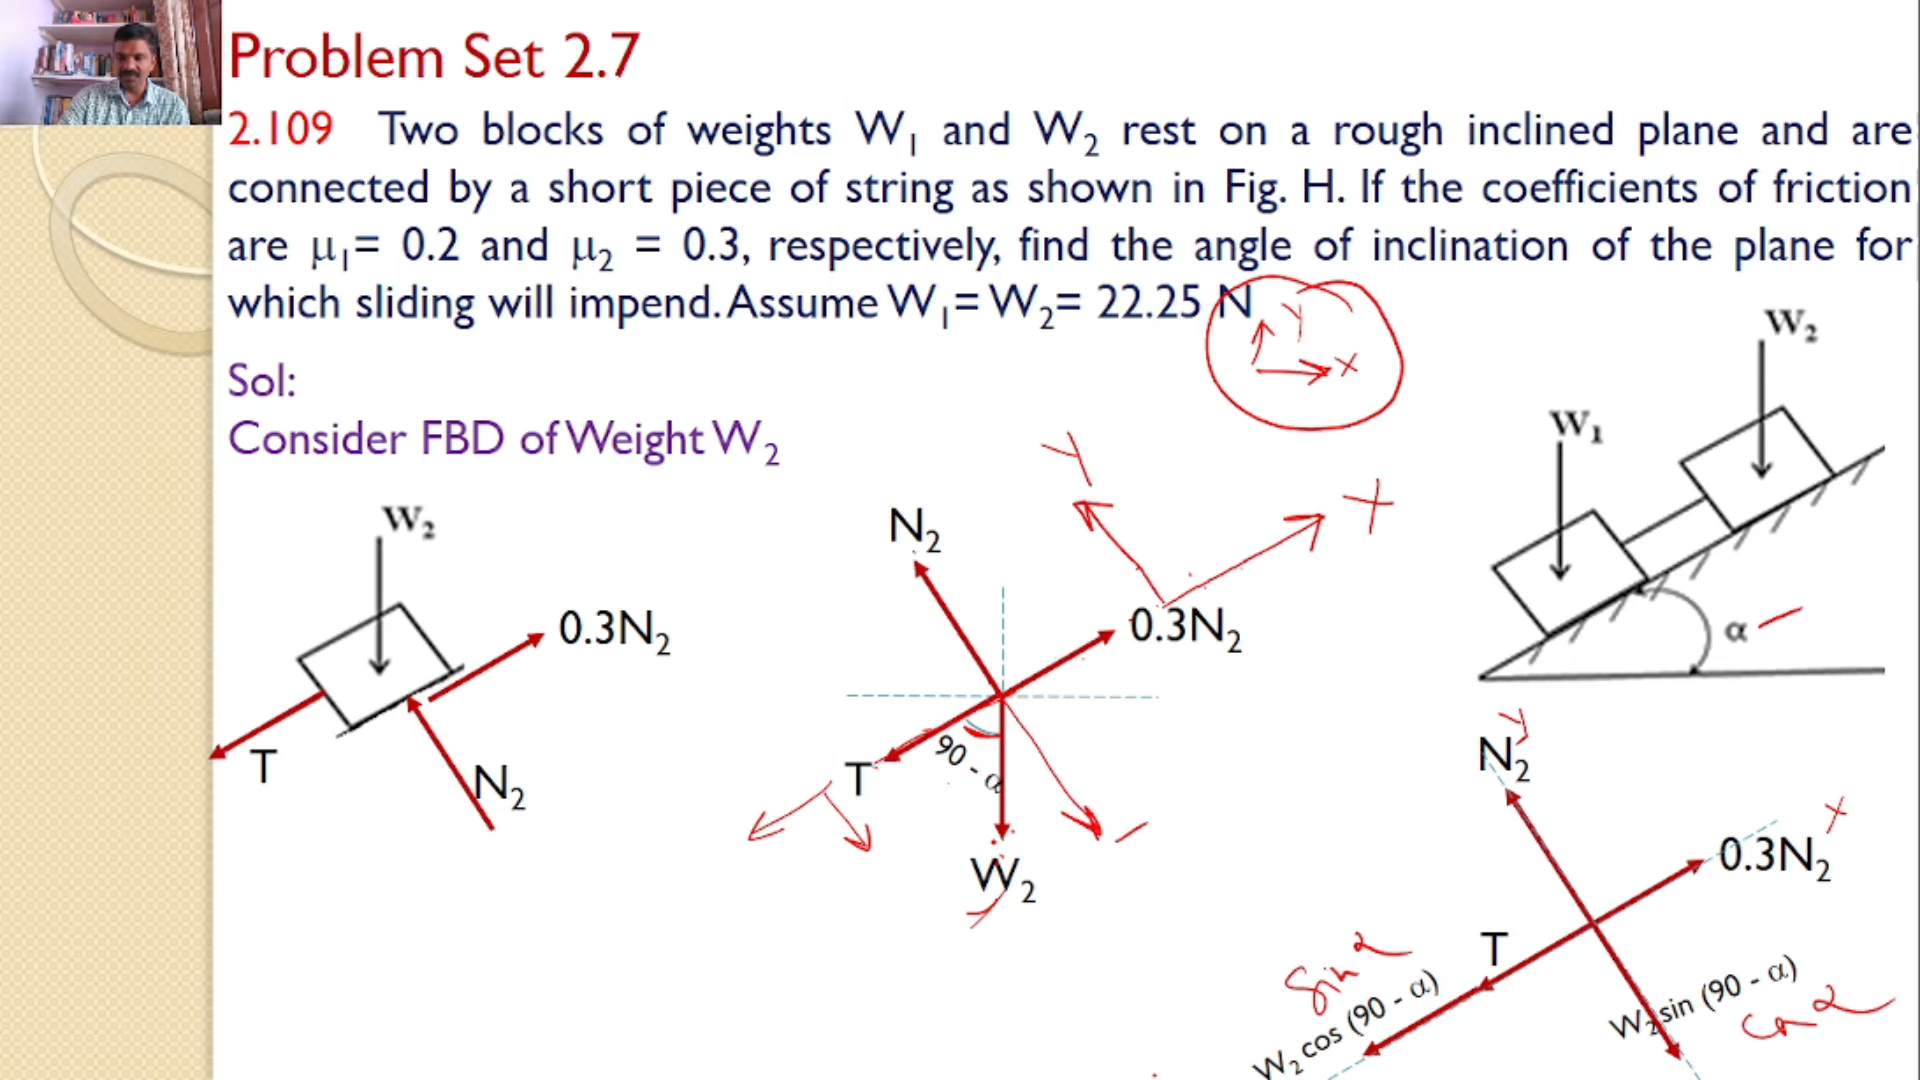 Problem Set 2.7
2.109 Two blocks of weights W₁ and W₂ rest on a rough inclined plane and are
connected by a short piece of string as shown in Fig. H. If the coefficients of friction
are μ₁= 0.2 and μ₂ = 0.3, respectively, find the angle of inclination of the plane for
which sliding will impend. Assume W₁= W₂= 22.25 N
Y
X
Sol:
Consider FBD of Weight W₂
W₂
0.3N₂
T
N₂
N₂
Y
X
0.3N₂
T
90 - α
W₂
W₂
W₁
α
N₂
Y
X
0.3N₂
T
Sin α
W₂ cos (90 - α)
W₂ sin (90 - α)
cos α